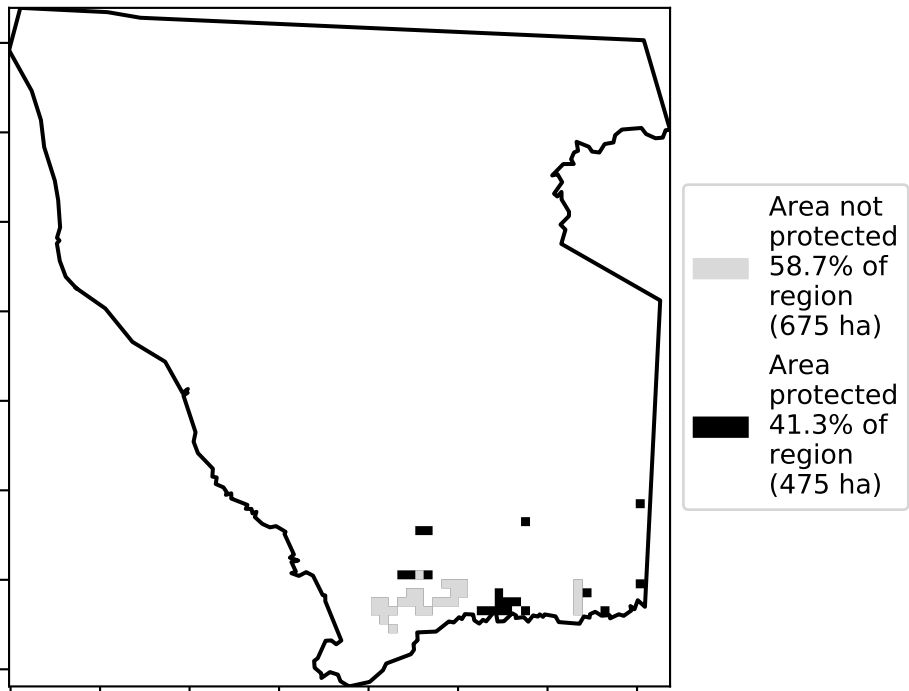 Area not
protected
58.7% of
region
(675 ha)
Area
protected
41.3% of
region
(475 ha)